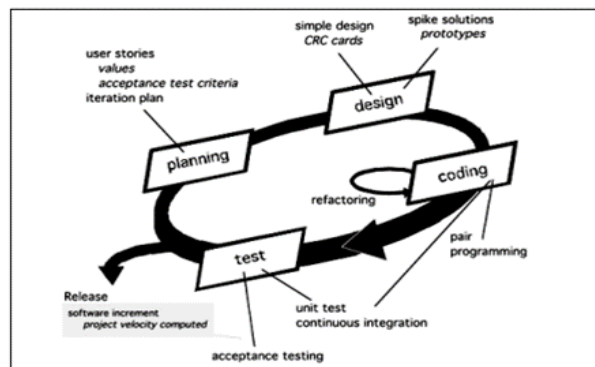 simple design
CRC cards
spike solutions
prototypes
user stories
values
acceptance test criteria
iteration plan
design
planning
coding
refactoring
test
pair
programming
Release
software increment
project velocity computed
unit test
continuous integration
acceptance testing